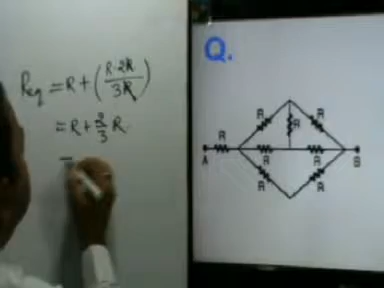 Req = R + (R·2R/3R)
= R + 2/3 R
=
Q.
R R
R
R R R
A B
R R